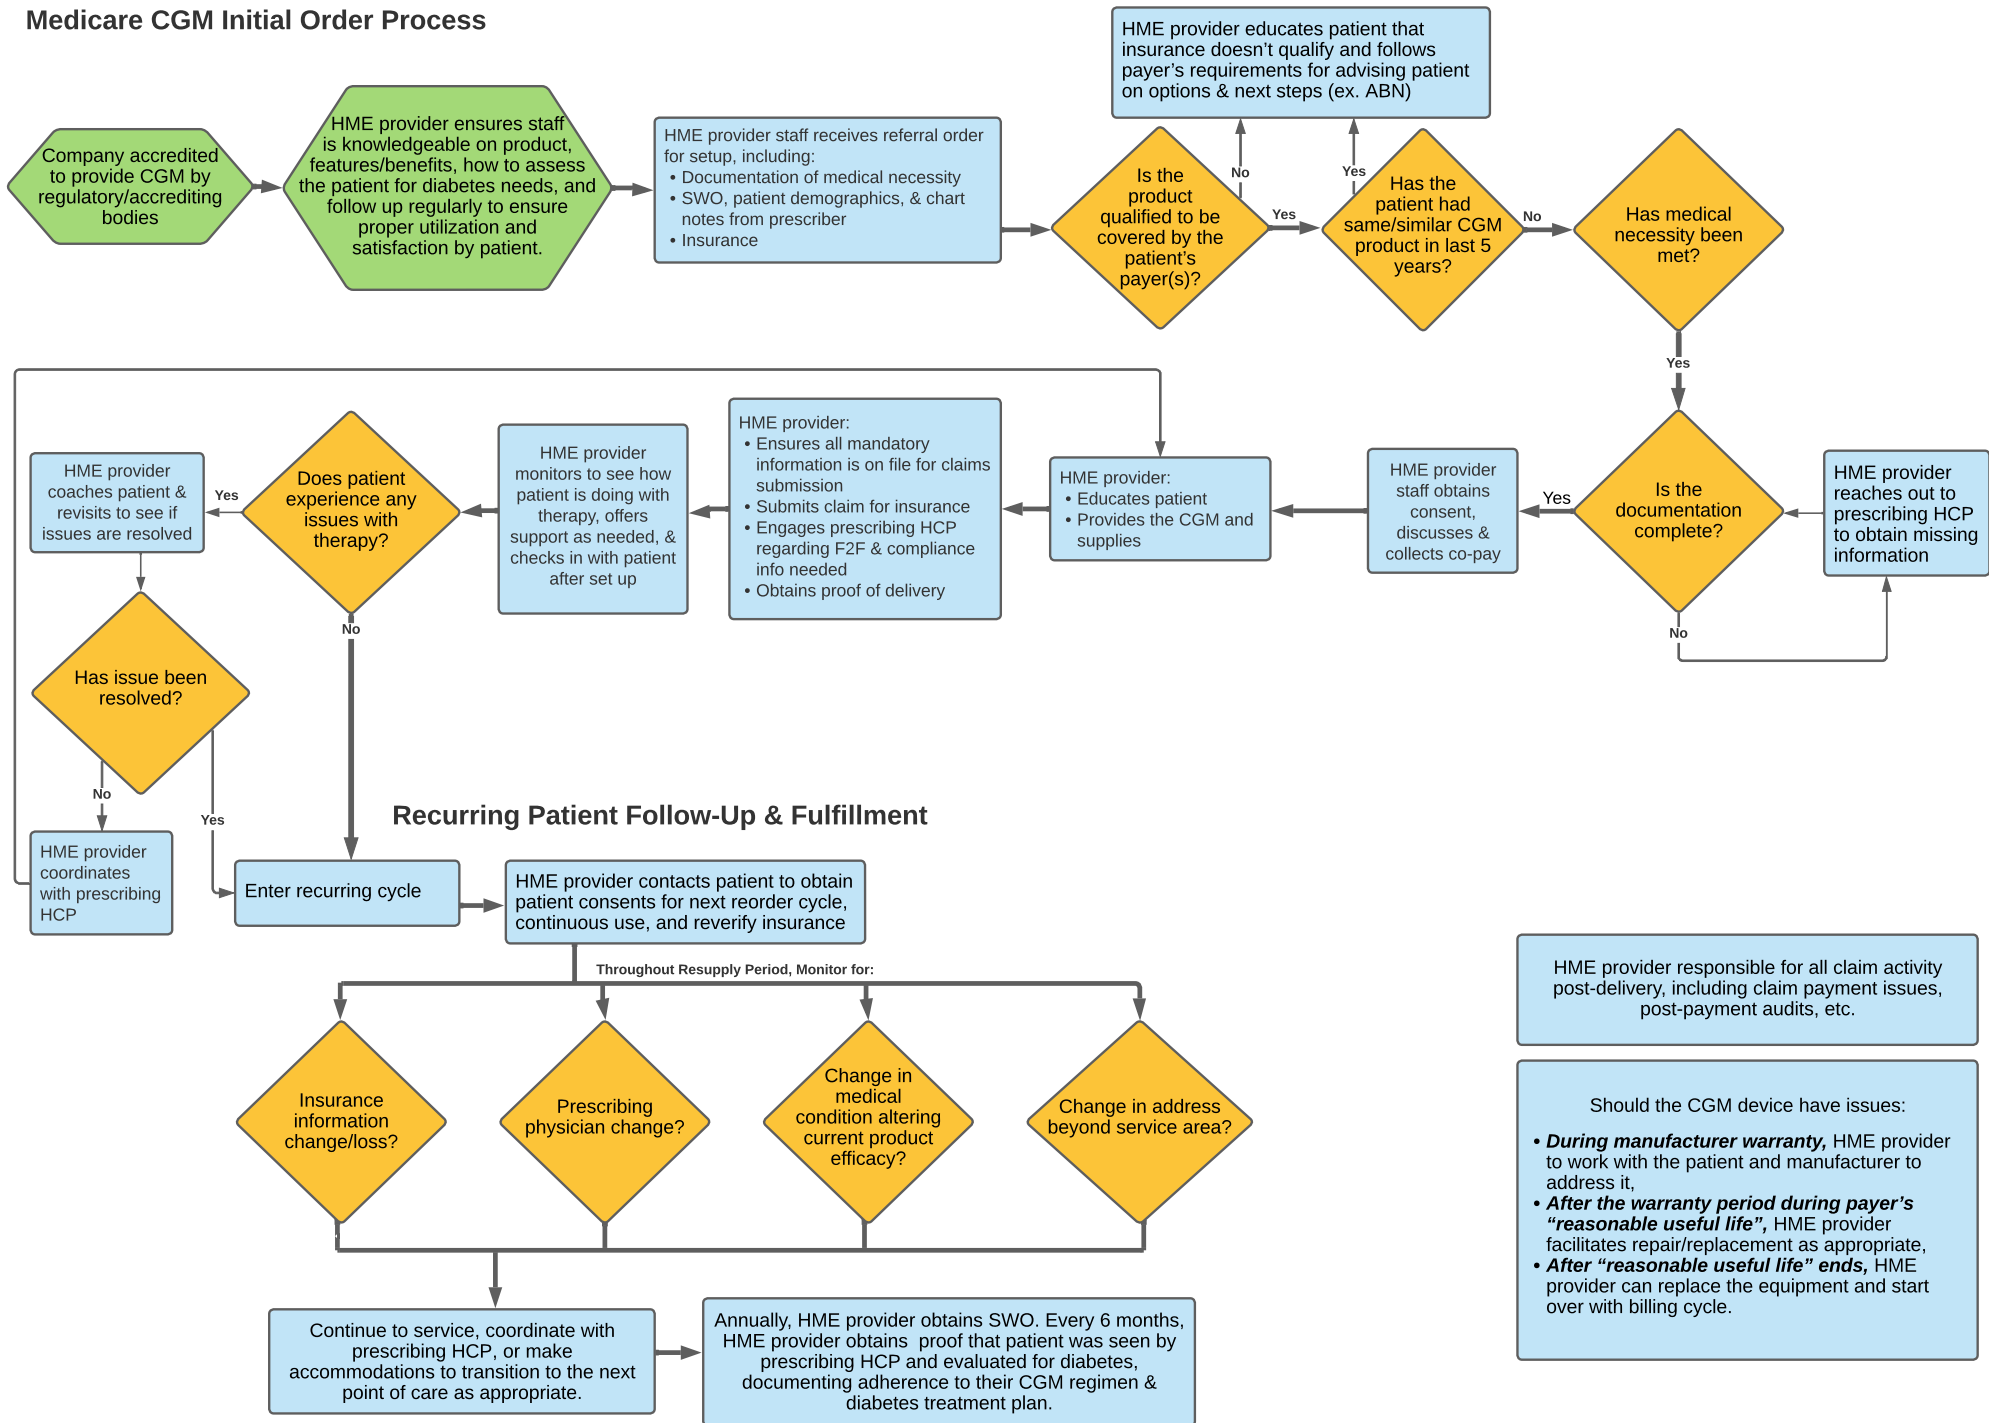 Medicare CGM Initial Order Process
Company accredited
to provide CGM by
regulatory/accrediting
bodies
HME provider ensures staff
is knowledgeable on product,
features/benefits, how to assess
the patient for diabetes needs, and
follow up regularly to ensure
proper utilization and
satisfaction by patient.
HME provider staff receives referral order
for setup, including:
• Documentation of medical necessity
• SWO, patient demographics, & chart
notes from prescriber
• Insurance
HME provider educates patient that
insurance doesn’t qualify and follows
payer’s requirements for advising patient
on options & next steps (ex. ABN)
No
Yes
Is the
product
qualified to be
covered by the
patient’s
payer(s)?
Yes
Has the
patient had
same/similar CGM
product in last 5
years?
No
Has medical
necessity been
met?
Yes
Is the
documentation
complete?
No
HME provider
reaches out to
prescribing HCP
to obtain missing
information
Yes
HME provider
staff obtains
consent,
discusses &
collects co-pay
HME provider:
• Educates patient
• Provides the CGM and
supplies
HME provider:
• Ensures all mandatory
information is on file for claims
submission
• Submits claim for insurance
• Engages prescribing HCP
regarding F2F & compliance
info needed
• Obtains proof of delivery
HME provider
monitors to see how
patient is doing with
therapy, offers
support as needed, &
checks in with patient
after set up
Does patient
experience any
issues with
therapy?
Yes
HME provider
coaches patient &
revisits to see if
issues are resolved
No
Has issue been
resolved?
No
Yes
HME provider
coordinates
with prescribing
HCP
Recurring Patient Follow-Up & Fulfillment
Enter recurring cycle
HME provider contacts patient to obtain
patient consents for next reorder cycle,
continuous use, and reverify insurance
Throughout Resupply Period, Monitor for:
Insurance
information
change/loss?
Prescribing
physician change?
Change in
medical
condition altering
current product
efficacy?
Change in address
beyond service area?
Continue to service, coordinate with
prescribing HCP, or make
accommodations to transition to the next
point of care as appropriate.
Annually, HME provider obtains SWO. Every 6 months,
HME provider obtains  proof that patient was seen by
prescribing HCP and evaluated for diabetes,
documenting adherence to their CGM regimen &
diabetes treatment plan.
HME provider responsible for all claim activity
post-delivery, including claim payment issues,
post-payment audits, etc.
Should the CGM device have issues:
• During manufacturer warranty, HME provider
to work with the patient and manufacturer to
address it,
• After the warranty period during payer’s
“reasonable useful life”, HME provider
facilitates repair/replacement as appropriate,
• After “reasonable useful life” ends, HME
provider can replace the equipment and start
over with billing cycle.